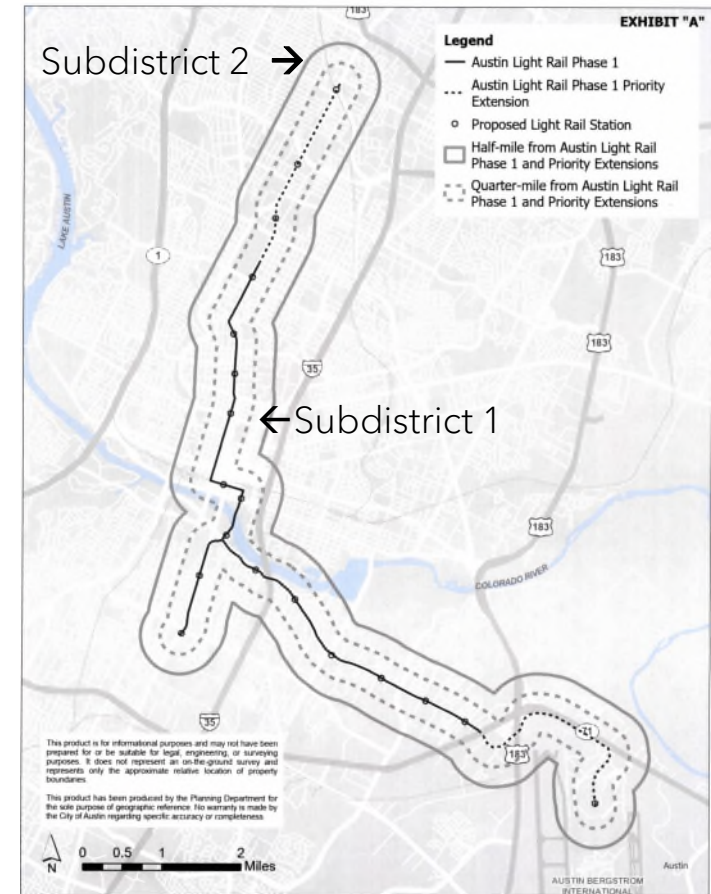 183
EXHIBIT "A"
Subdistrict 2 →
Legend
Austin Light Rail Phase 1
Austin Light Rail Phase 1 Priority
Extension
Proposed Light Rail Station
Half-mile from Austin Light Rail
Phase 1 and Priority Extensions
Quarter-mile from Austin Light Rail
Phase 1 and Priority Extensions
LAKE AUSTIN
1
183
183
35
←Subdistrict 1
183
COLORADO RIVER
35
71
183
This product is for informational purposes and may not have been
prepared for or be suitable for legal, engineering, or surveying
purposes. It does not represent an on-the-ground survey and
represents only the approximate relative location of property
boundaries.
This product has been produced by the Planning Department for
the sole purpose of geographic reference. No warranty is made by
the City of Austin regarding specific accuracy or completeness.
N
0 0.5 1 2
Miles
Austin
AUSTIN BERGSTROM
INTERNATIONAL